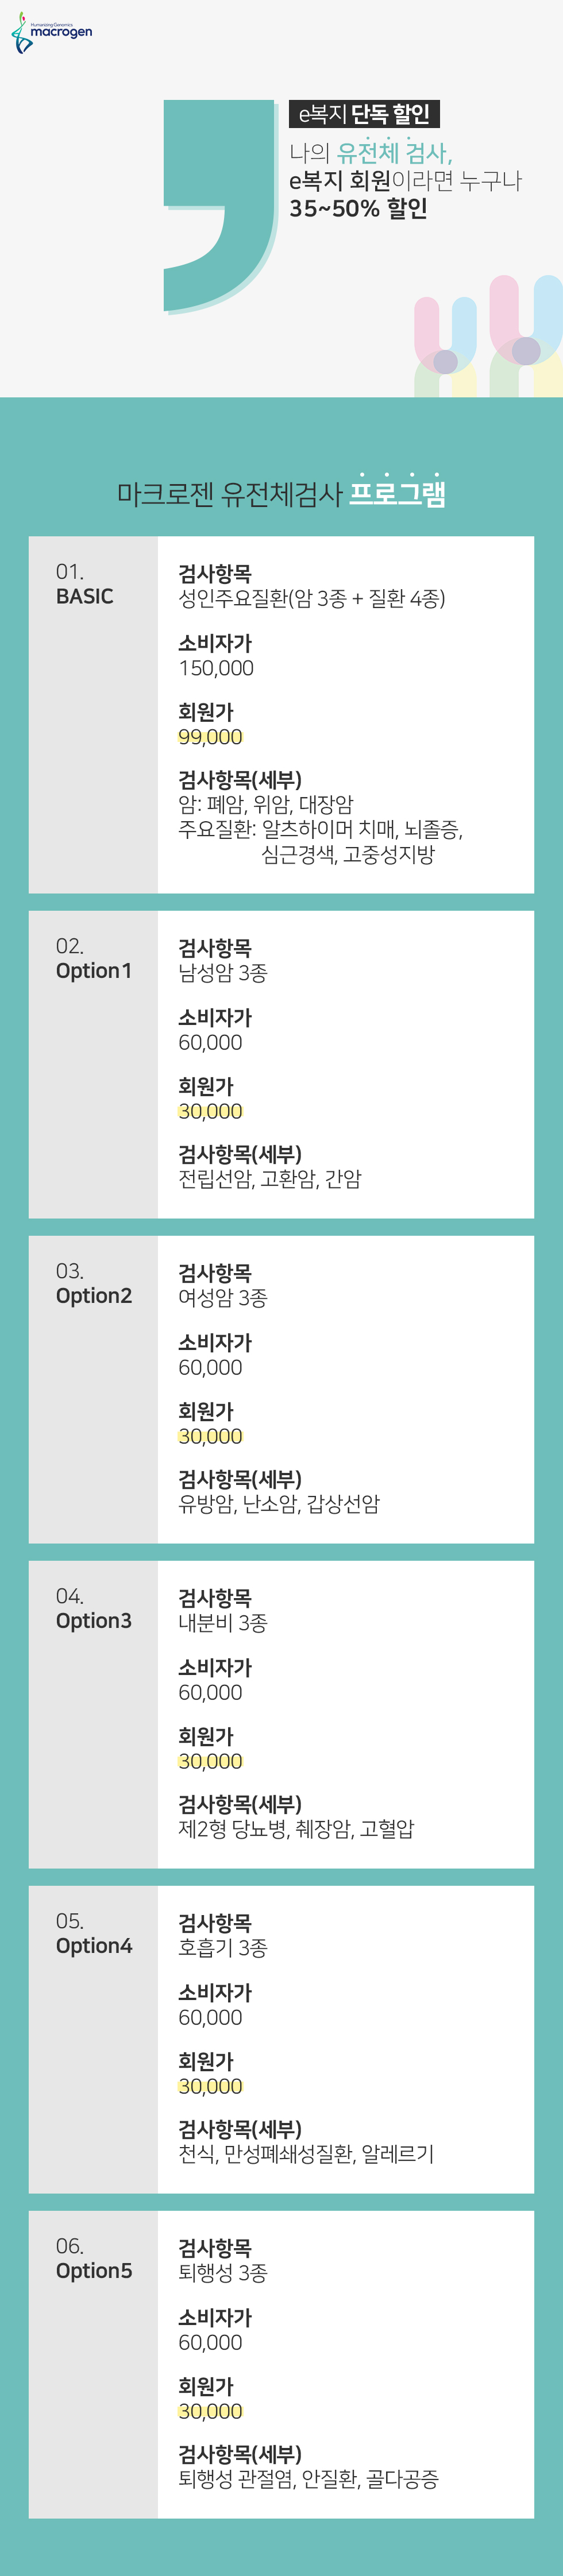 Humanizing Genomics
macrogen
e복지 단독 할인
나의 유전체 검사,
e복지 회원이라면 누구나
35~50% 할인
마크로젠 유전체검사 프로그램
01.
BASIC
검사항목
성인주요질환(암 3종 + 질환 4종)
소비자가
150,000
회원가
99,000
검사항목(세부)
암: 폐암, 위암, 대장암
주요질환: 알츠하이머 치매, 뇌졸증,
심근경색, 고중성지방
02.
Option1
검사항목
남성암 3종
소비자가
60,000
회원가
30,000
검사항목(세부)
전립선암, 고환암, 간암
03.
Option2
검사항목
여성암 3종
소비자가
60,000
회원가
30,000
검사항목(세부)
유방암, 난소암, 갑상선암
04.
Option3
검사항목
내분비 3종
소비자가
60,000
회원가
30,000
검사항목(세부)
제2형 당뇨병, 췌장암, 고혈압
05.
Option4
검사항목
호흡기 3종
소비자가
60,000
회원가
30,000
검사항목(세부)
천식, 만성폐쇄성질환, 알레르기
06.
Option5
검사항목
퇴행성 3종
소비자가
60,000
회원가
30,000
검사항목(세부)
퇴행성 관절염, 안질환, 골다공증